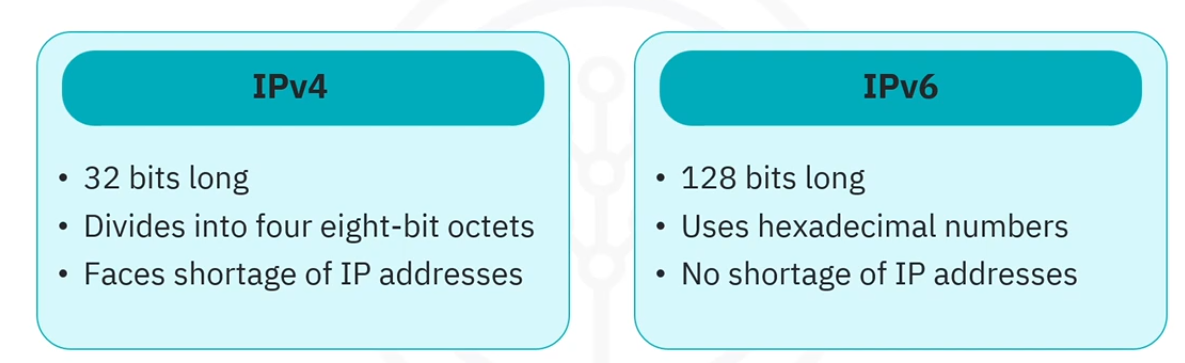 IPv4
• 32 bits long
• Divides into four eight-bit octets
• Faces shortage of IP addresses
IPv6
• 128 bits long
• Uses hexadecimal numbers
• No shortage of IP addresses